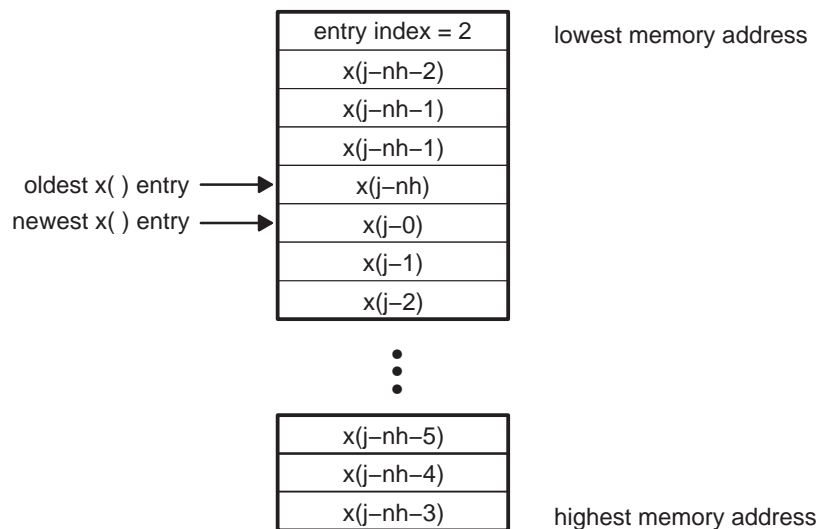 entry index = 2 lowest memory address
x(j−nh−2)
x(j−nh−1)
x(j−nh−1)
oldest x( ) entry x(j−nh)
newest x( ) entry x(j−0)
x(j−1)
x(j−2)
x(j−nh−5)
x(j−nh−4)
x(j−nh−3) highest memory address